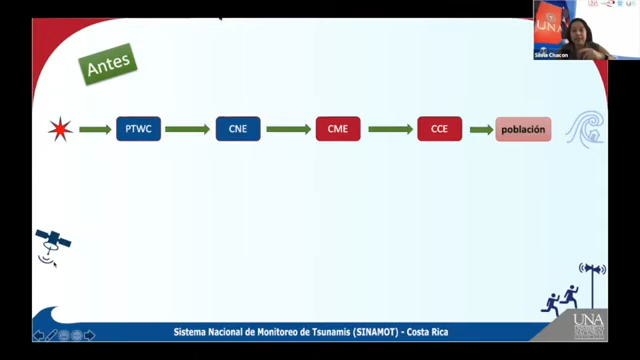 Antes
PTWC
CNE
CME
CCE
población
Sistema Nacional de Monitoreo de Tsunamis (SINAMOT) - Costa Rica
UNA
UNA
Silvia Chacon